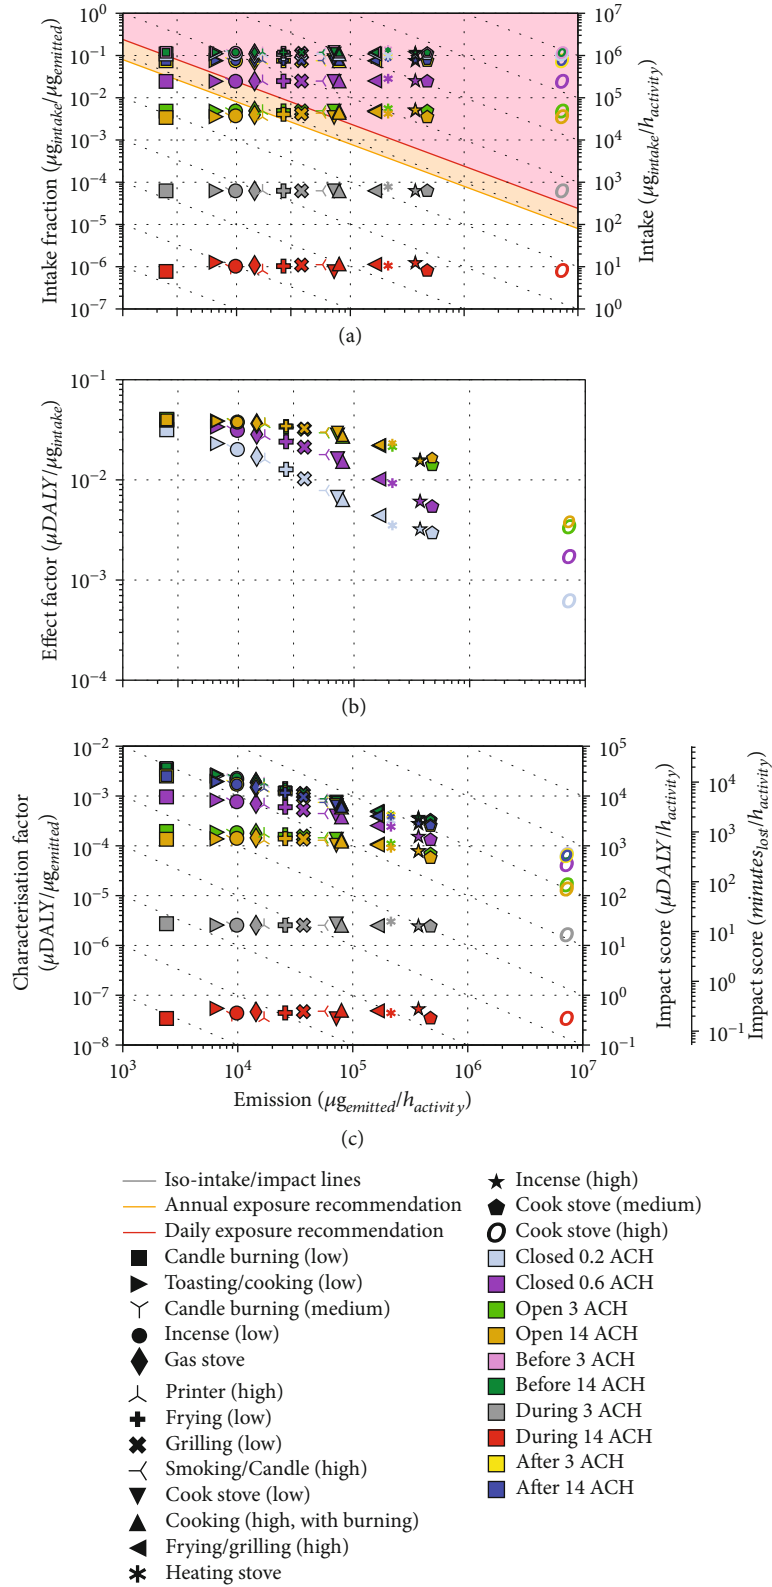 10^0
10^-1
10^-2
10^-3
10^-4
10^-5
10^-6
10^-7
Intake fraction (μg_intake/μg_emitted)
10^7
10^6
10^5
10^4
10^3
10^2
10^1
10^0
Intake (μg_intake/h_activity)
(a)
10^-1
10^-2
10^-3
10^-4
Effect factor (μDALY/μg_intake)
(b)
10^-2
10^-3
10^-4
10^-5
10^-6
10^-7
10^-8
Characterisation factor
(μDALY/μg_emitted)
10^5
10^4
10^3
10^2
10^1
10^0
10^-1
Impact score (μDALY/h_activity)
10^4
10^3
10^2
10^1
10^0
10^-1
Impact score (minutes_lost/h_activity)
10^3 10^4 10^5 10^6 10^7
Emission (μg_emitted/h_activity)
(c)
Iso-intake/impact lines
Annual exposure recommendation
Daily exposure recommendation
Candle burning (low)
Toasting/cooking (low)
Candle burning (medium)
Incense (low)
Gas stove
Printer (high)
Frying (low)
Grilling (low)
Smoking/Candle (high)
Cook stove (low)
Cooking (high, with burning)
Frying/grilling (high)
Heating stove
Incense (high)
Cook stove (medium)
Cook stove (high)
Closed 0.2 ACH
Closed 0.6 ACH
Open 3 ACH
Open 14 ACH
Before 3 ACH
Before 14 ACH
During 3 ACH
During 14 ACH
After 3 ACH
After 14 ACH